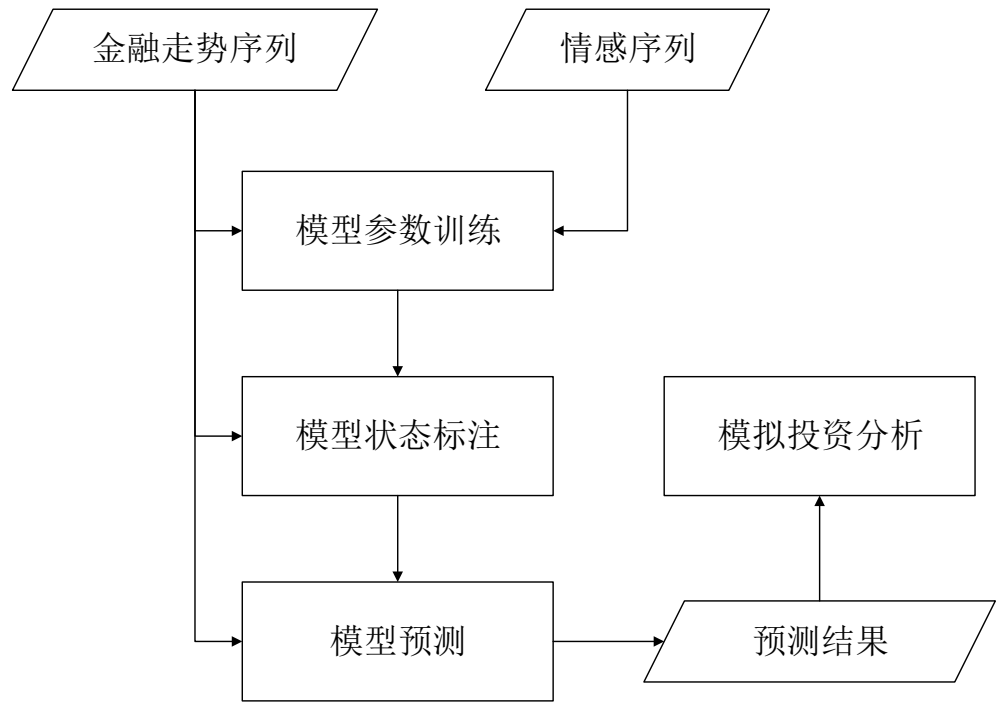 金融走势序列
情感序列
模型参数训练
模型状态标注
模拟投资分析
模型预测
预测结果